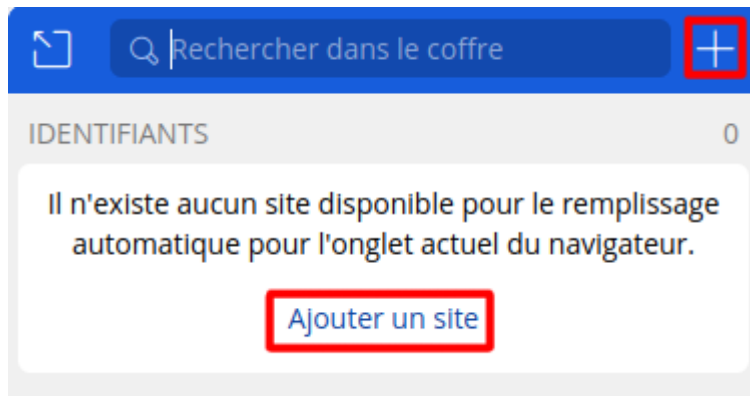 Rechercher dans le coffre
IDENTIFIANTS 0
Il n'existe aucun site disponible pour le remplissage
automatique pour l'onglet actuel du navigateur.
Ajouter un site